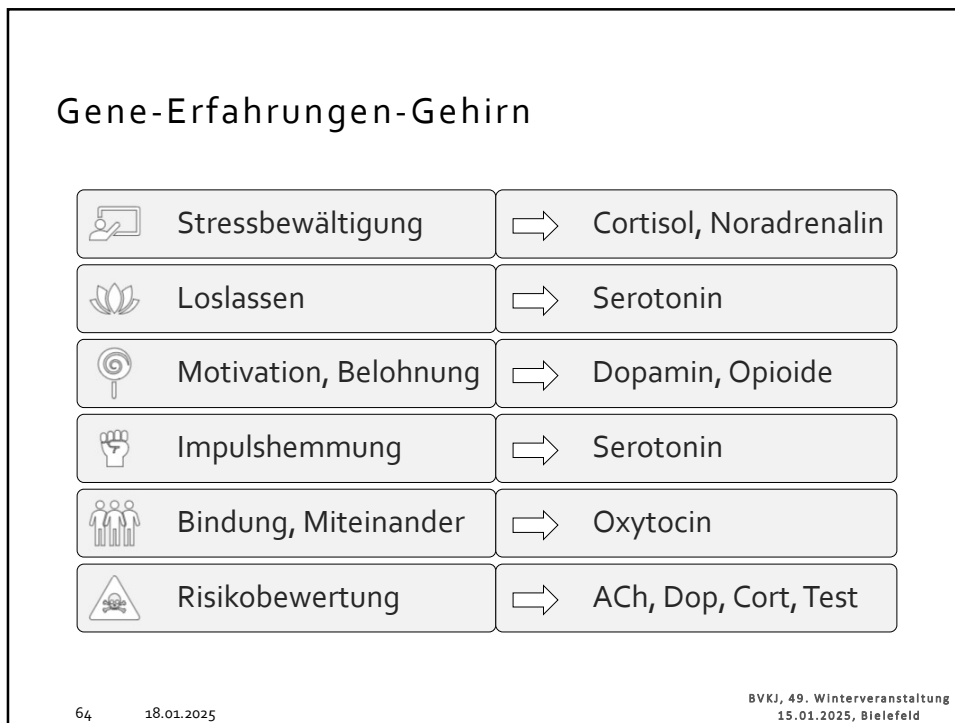 Gene-Erfahrungen-Gehirn
Stressbewältigung Cortisol, Noradrenalin
Loslassen Serotonin
Motivation, Belohnung Dopamin, Opioide
Impulshemmung Serotonin
Bindung, Miteinander Oxytocin
Risikobewertung ACh, Dop, Cort, Test
64 18.01.2025
BVKJ, 49. Winterveranstaltung
15.01.2025, Bielefeld